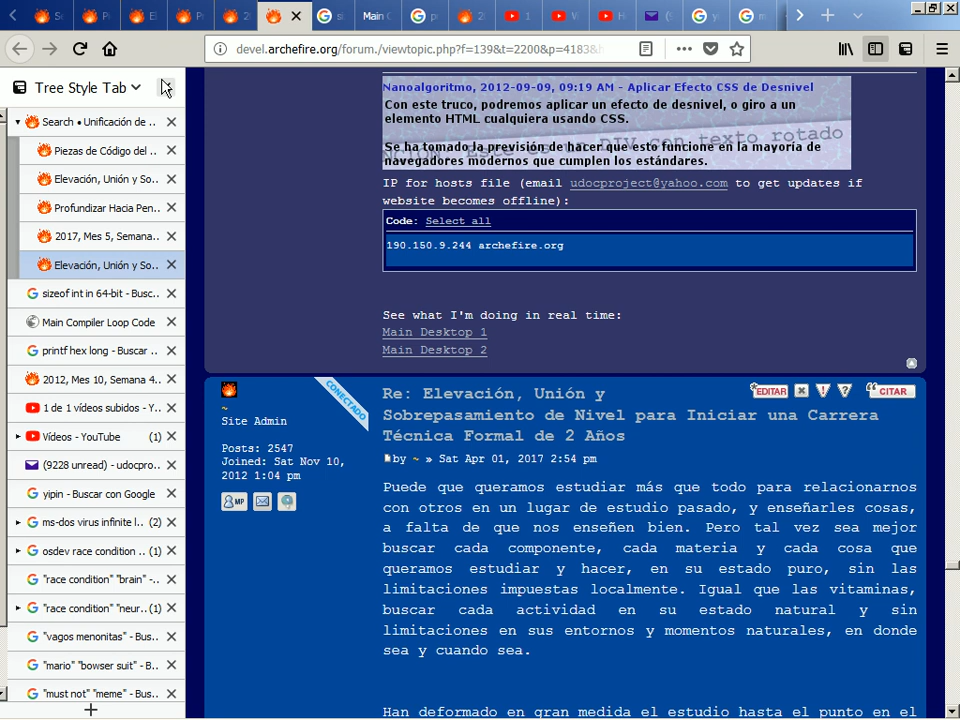 S
P
E
P
2
s
Main C
p
2
1
V
H
(
y
m
devel.archefire.org/forum./viewtopic.php?f=139&t=2200&p=4183&
Tree Style Tab
Search • Unificación de ..
Piezas de Código del ..
Elevación, Unión y So..
Profundizar Hacia Pen..
2017, Mes 5, Semana..
Elevación, Unión y So..
sizeof int in 64-bit - Busc..
Main Compiler Loop Code
printf hex long - Buscar ..
2012, Mes 10, Semana 4..
1 de 1 vídeos subidos - Y..
Vídeos - YouTube (1)
(9228 unread) - udocpro..
yipin - Buscar con Google
ms-dos virus infinite l.. (2)
osdev race condition .. (1)
"race condition" "brain" -..
"race condition" "neur.. (1)
"vagos menonitas" - Bus..
"mario" "bowser suit" - B..
"must not" "meme" - Bus..
Nanoalgoritmo, 2012-09-09, 09:19 AM - Aplicar Efecto CSS de Desnivel
Con este truco, podremos aplicar un efecto de desnivel, o giro a un
elemento HTML cualquiera usando CSS.
Se ha tomado la previsión de hacer que esto funcione en la mayoría de
navegadores modernos que cumplen los estándares.
IP for hosts file (email udocproject@yahoo.com to get updates if
website becomes offline):
Code: Select all
190.150.9.244 archefire.org
See what I'm doing in real time:
Main Desktop 1
Main Desktop 2
CONECTADO
~
Site Admin
Posts: 2547
Joined: Sat Nov 10,
2012 1:04 pm
MP
Re: Elevación, Unión y
Sobrepasamiento de Nivel para Iniciar una Carrera
Técnica Formal de 2 Años
EDITAR
CITAR
by ~ » Sat Apr 01, 2017 2:54 pm
Puede que queramos estudiar más que todo para relacionarnos
con otros en un lugar de estudio pasado, y enseñarles cosas,
a falta de que nos enseñen bien. Pero tal vez sea mejor
buscar cada componente, cada materia y cada cosa que
queramos estudiar y hacer, en su estado puro, sin las
limitaciones impuestas localmente. Igual que las vitaminas,
buscar cada actividad en su estado natural y sin
limitaciones en sus entornos y momentos naturales, en donde
sea y cuando sea.
Han deformado en gran medida el estudio hasta el punto en el